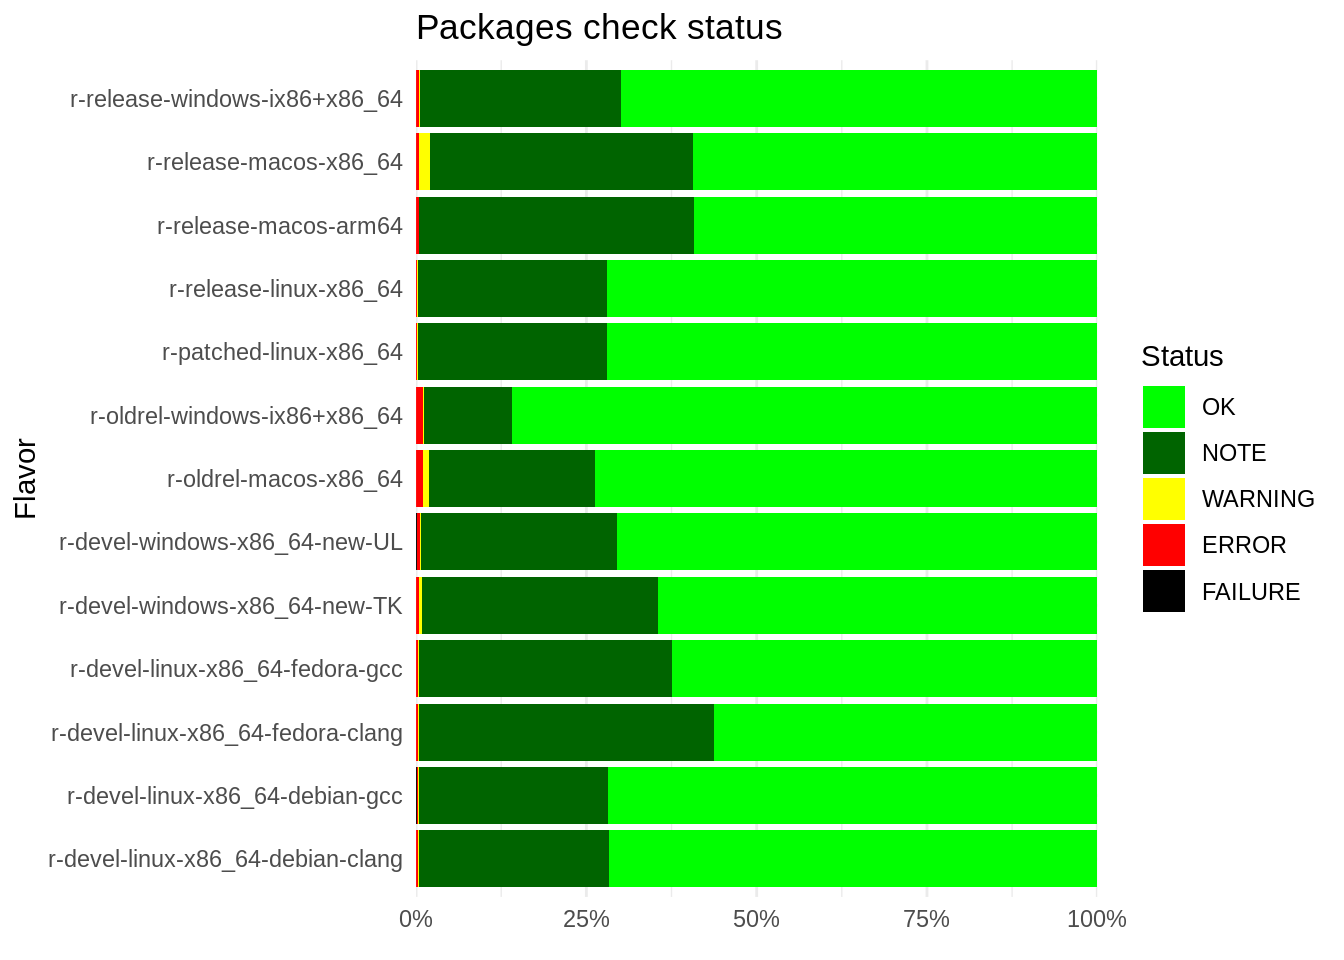 Packages check status
r-release-windows-ix86+x86_64
r-release-macos-x86_64
r-release-macos-arm64
r-release-linux-x86_64
r-patched-linux-x86_64
r-oldrel-windows-ix86+x86_64
r-oldrel-macos-x86_64
r-devel-windows-x86_64-new-UL
r-devel-windows-x86_64-new-TK
r-devel-linux-x86_64-fedora-gcc
r-devel-linux-x86_64-fedora-clang
r-devel-linux-x86_64-debian-gcc
r-devel-linux-x86_64-debian-clang
Flavor
0% 25% 50% 75% 100%
Status
OK
NOTE
WARNING
ERROR
FAILURE